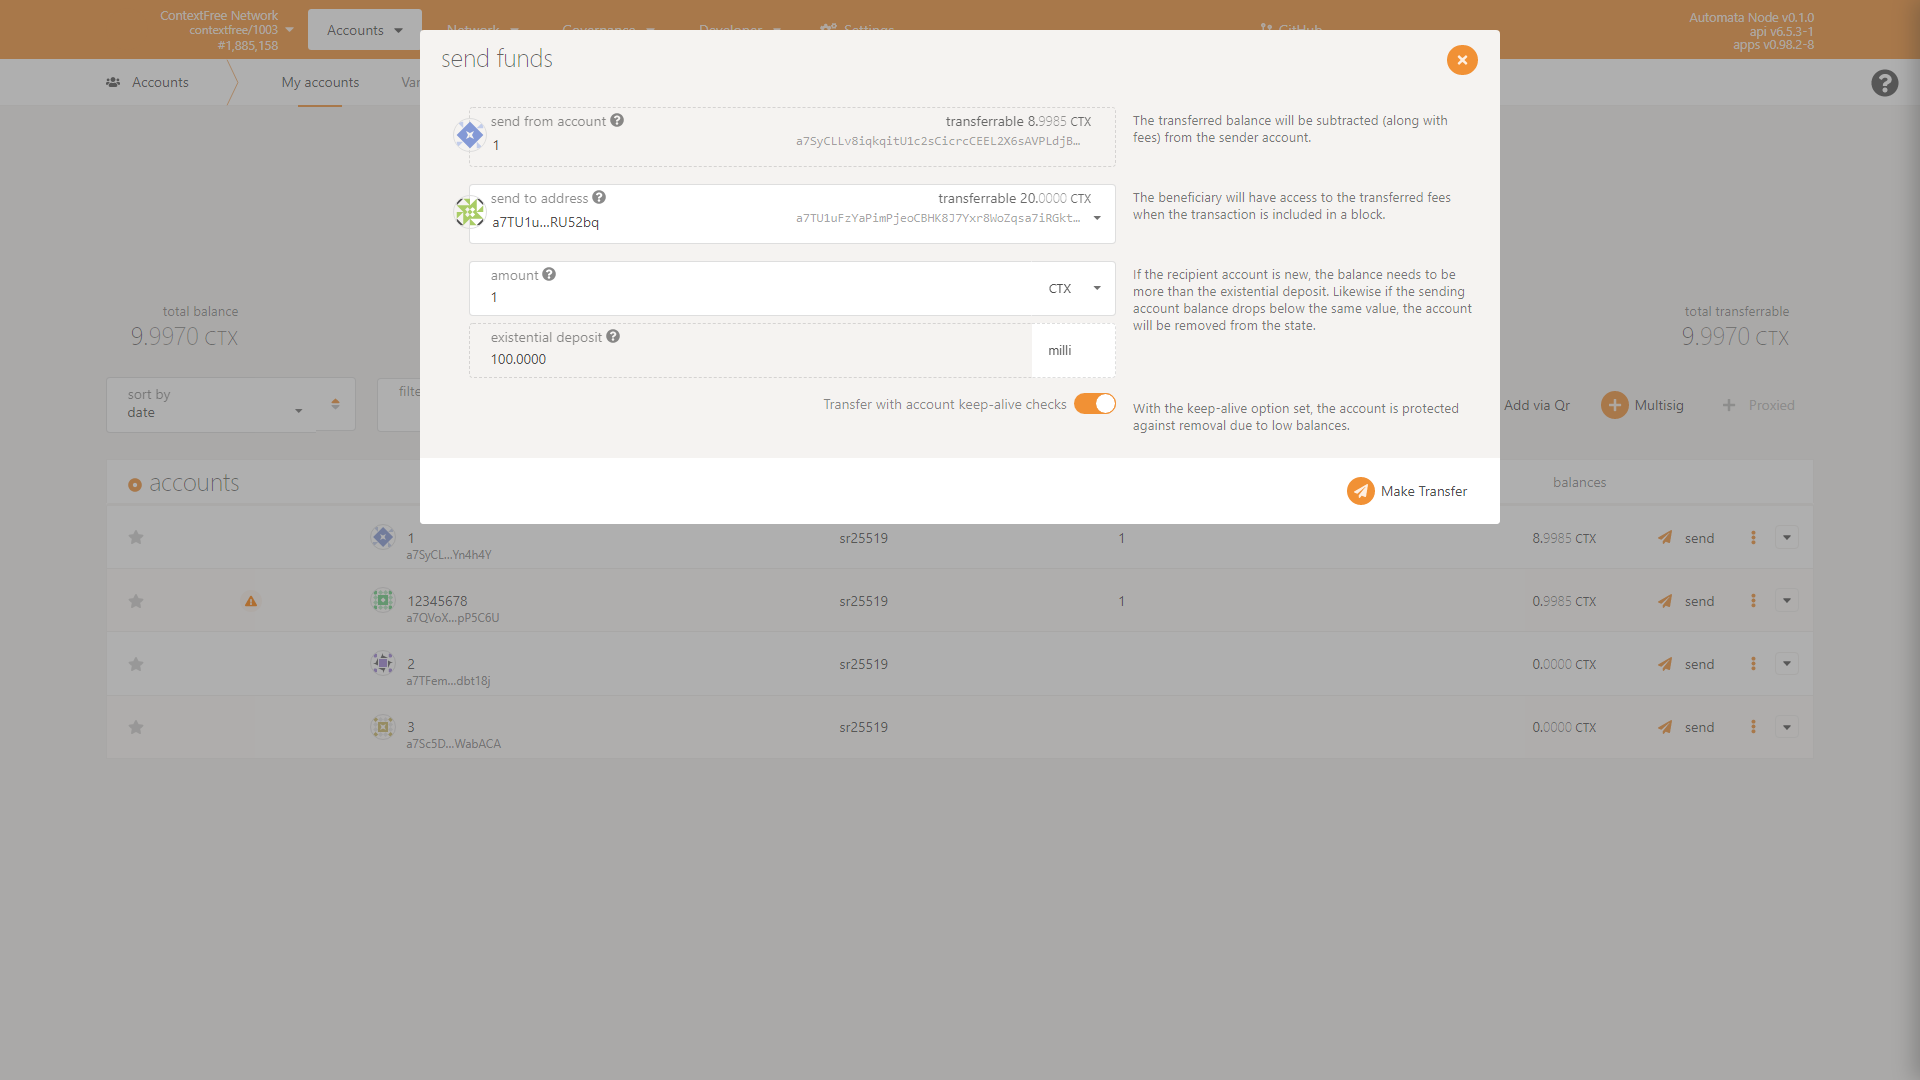 ContextFree Network
contextfree/1003
#1,885,158
Accounts
Network
Governance
Developer
Settings
GitHub
Automata Node v0.1.0
api v6.5.3-1
apps v0.98.2-8
Accounts
My accounts
send funds
send from account
1
transferrable 8.9985 CTX
a7SyCLLv8iqkqitU1c2sCicrcCEEL2X6sAVPLdjB…
The transferred balance will be subtracted (along with
fees) from the sender account.
send to address
a7TU1u…RU52bq
transferrable 20.0000 CTX
a7TU1uFzYaPimPjeoCBHK8J7Yxr8WoZqsa7iRGkt…
The beneficiary will have access to the transferred fees
when the transaction is included in a block.
amount
1
CTX
If the recipient account is new, the balance needs to be
more than the existential deposit. Likewise if the sending
account balance drops below the same value, the account
will be removed from the state.
existential deposit
100.0000
milli
Transfer with account keep-alive checks
With the keep-alive option set, the account is protected
against removal due to low balances.
Make Transfer
total balance
9.9970 CTX
total transferrable
9.9970 CTX
sort by
date
Add via Qr
Multisig
Proxied
accounts
balances
1
a7SyCL…Yn4h4Y
sr25519
1
8.9985 CTX
send
12345678
a7QVoX…pP5C6U
sr25519
1
0.9985 CTX
send
2
a7TFem…dbt18j
sr25519
0.0000 CTX
send
3
a7Sc5D…WabACA
sr25519
0.0000 CTX
send